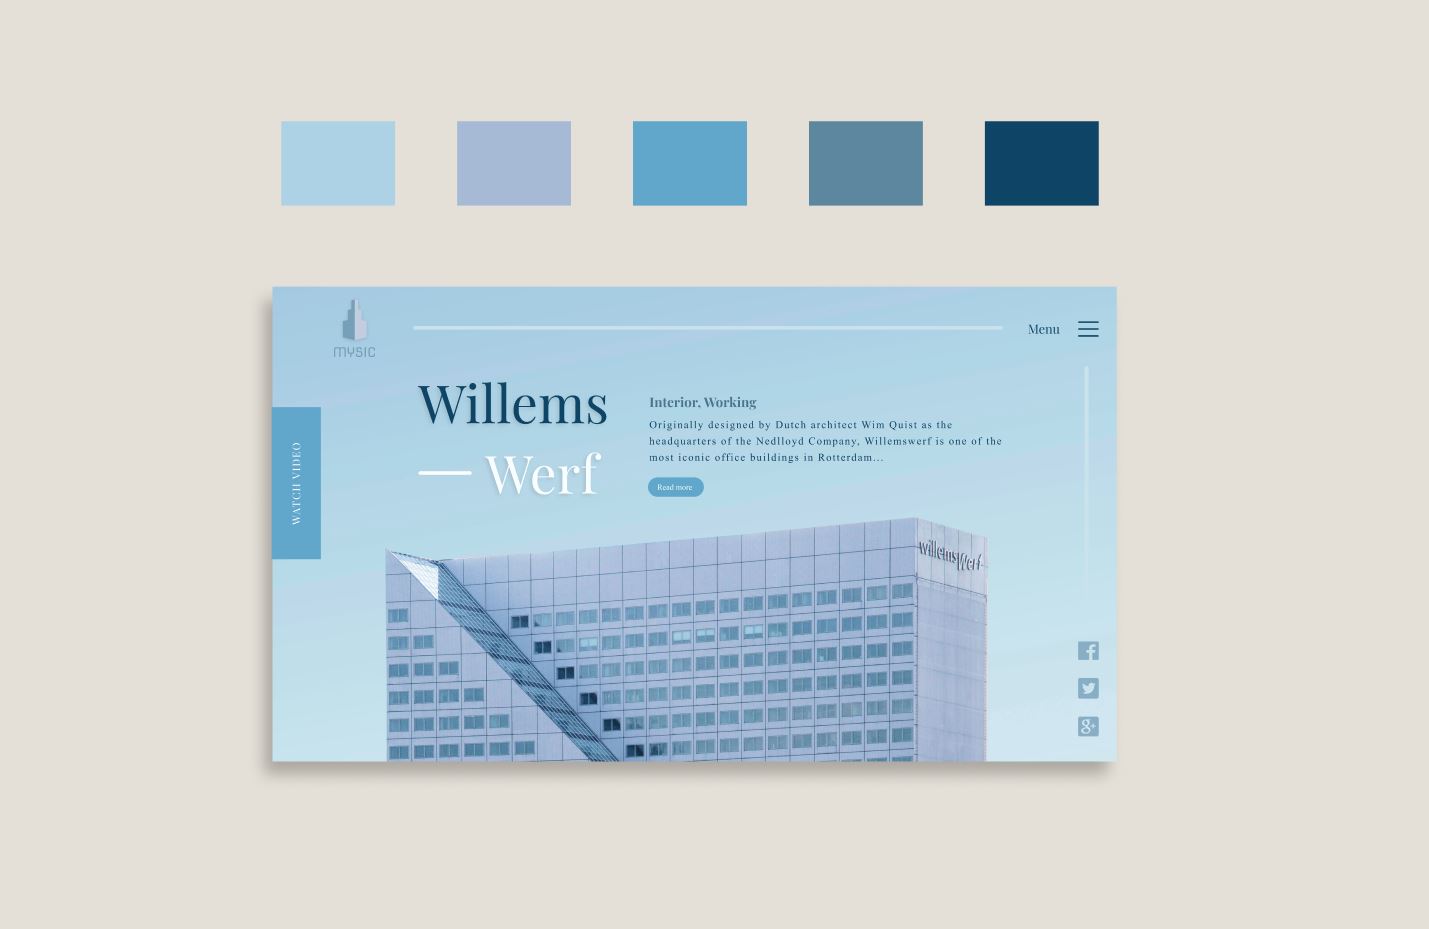 MYSIC
Menu
Willems
Werf
Interior, Working
Originally designed by Dutch architect Wim Quist as the
headquarters of the Nedlloyd Company, Willemswerf is one of the
most iconic office buildings in Rotterdam...
Read more
WATCH VIDEO
willemswerf